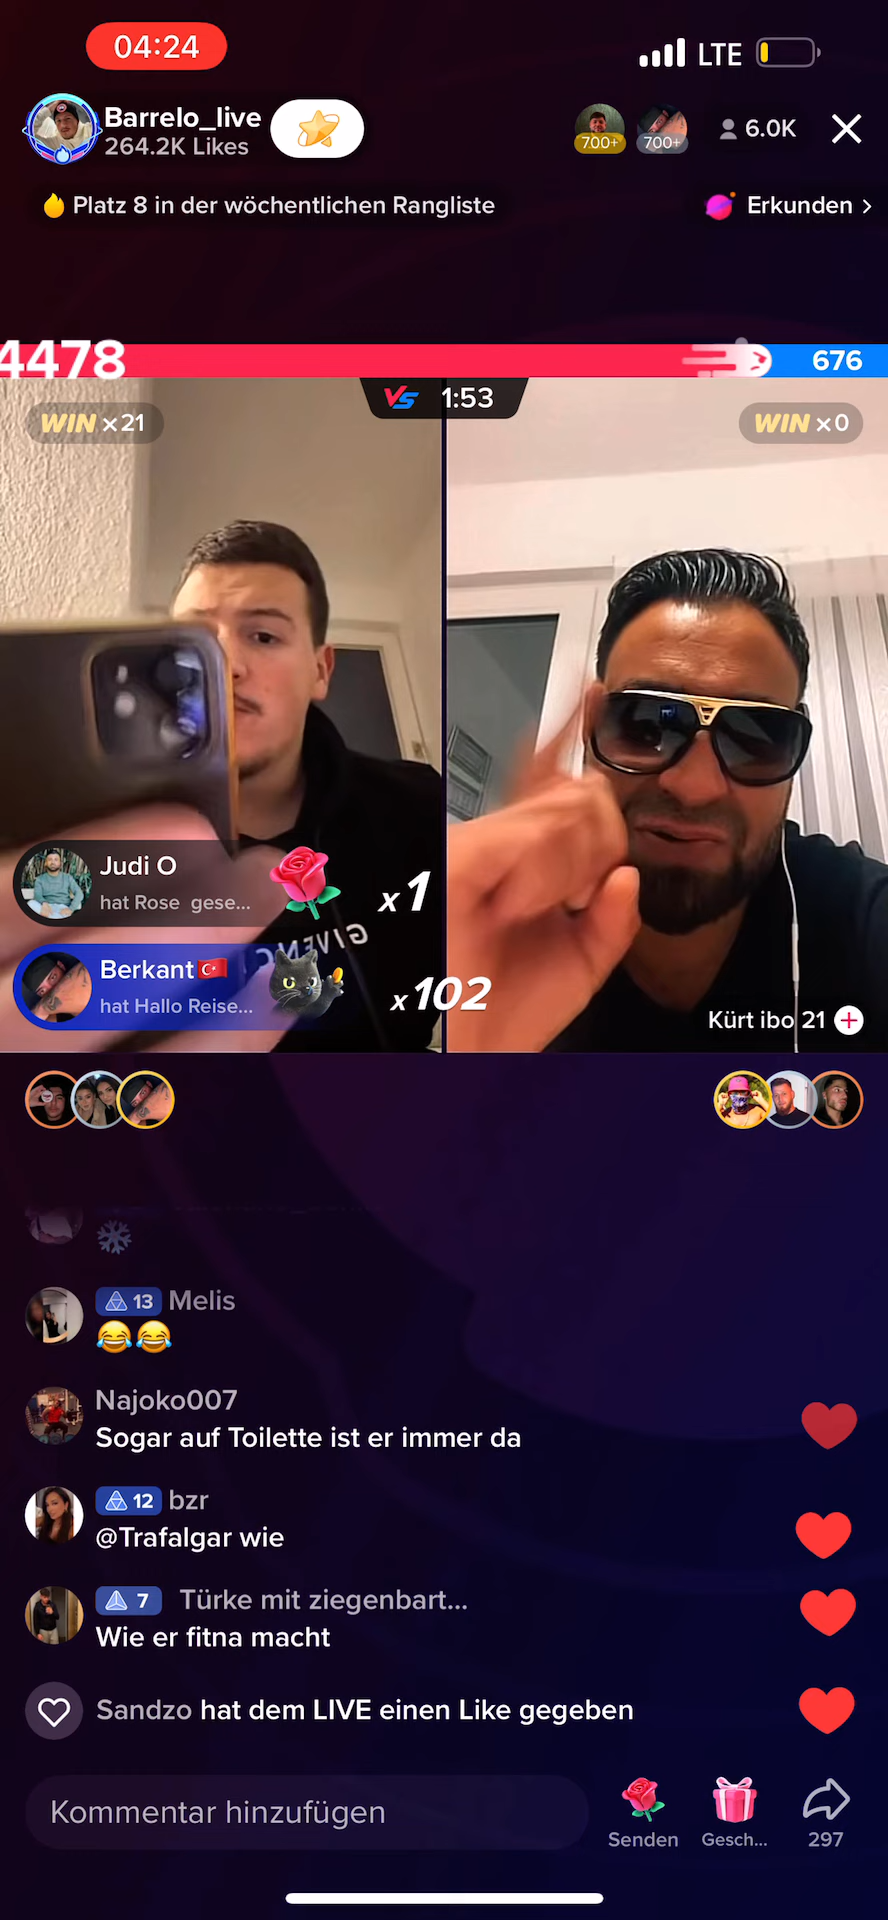 04:24
LTE
Barrelo_live
264.2K Likes
700+
700+
6.0K
Platz 8 in der wöchentlichen Rangliste
Erkunden >
4478
676
VS 1:53
WIN x21
WIN x0
Judi O
hat Rose gese...
x1
GIVENC
Berkant
hat Hallo Reise...
x102
Kürt ibo 21
13 Melis
Najoko007
Sogar auf Toilette ist er immer da
12 bzr
@Trafalgar wie
7 Türke mit ziegenbart...
Wie er fitna macht
Sandzo hat dem LIVE einen Like gegeben
Kommentar hinzufügen
Senden
Gesch...
297